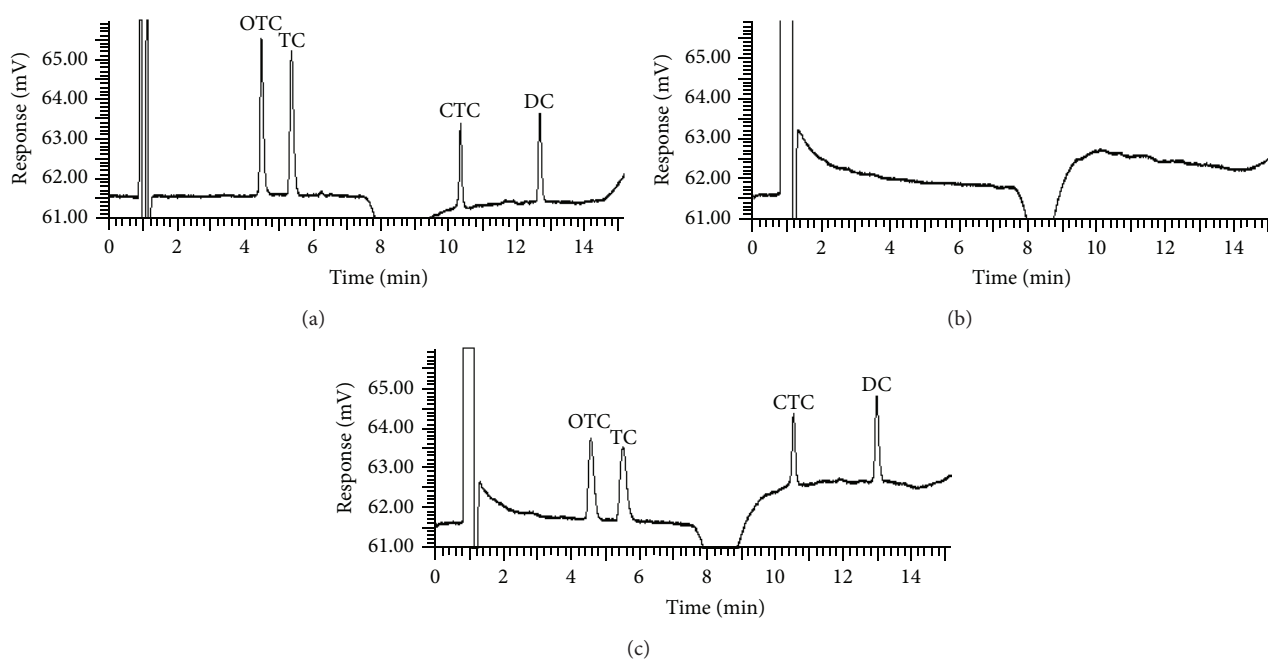 OTC
TC
CTC
DC
65.00
64.00
63.00
62.00
61.00
Response (mV)
0 2 4 6 8 10 12 14
Time (min)
(a)
65.00
64.00
63.00
62.00
61.00
Response (mV)
0 2 4 6 8 10 12 14
Time (min)
(b)
OTC
TC
CTC
DC
65.00
64.00
63.00
62.00
61.00
Response (mV)
0 2 4 6 8 10 12 14
Time (min)
(c)